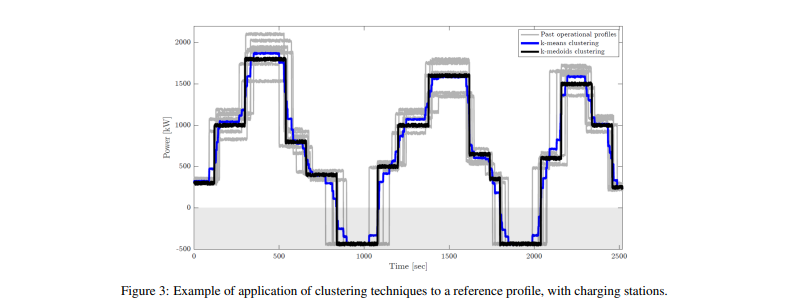 2000
1500
1000
500
0
-500
Power [kW]
Past operational profiles
k-means clustering
k-medoids clustering
0 500 1000 1500 2000 2500
Time [sec]
Figure 3: Example of application of clustering techniques to a reference profile, with charging stations.